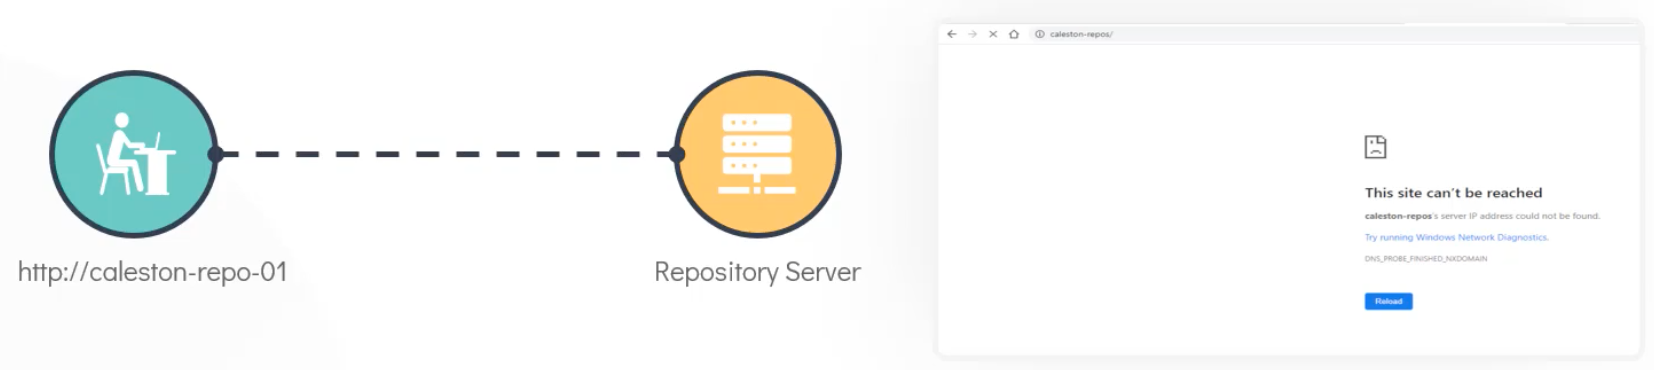 http://caleston-repo-01
Repository Server
caleston-repos/
This site can't be reached
caleston-repos's server IP address could not be found.
Try running Windows Network Diagnostics.
DNS_PROBE_FINISHED_NXDOMAIN
Reload